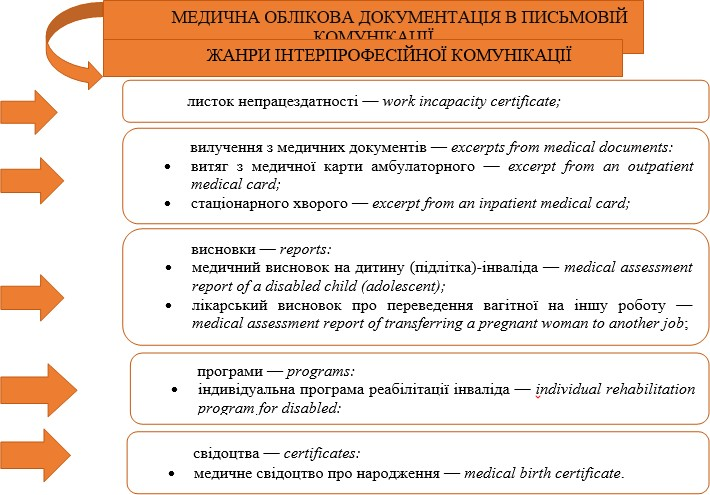 МЕДИЧНА ОБЛІКОВА ДОКУМЕНТАЦІЯ В ПИСЬМОВІЙ
КОМУНІКАЦІЇ
ЖАНРИ ІНТЕРПРОФЕСІЙНОЇ КОМУНІКАЦІЇ
листок непрацездатності — work incapacity certificate;
вилучення з медичних документів — excerpts from medical documents:
• витяг з медичної карти амбулаторного — excerpt from an outpatient
medical card;
• стаціонарного хворого — excerpt from an inpatient medical card;
висновки — reports:
• медичний висновок на дитину (підлітка)-інваліда — medical assessment
report of a disabled child (adolescent);
• лікарський висновок про переведення вагітної на іншу роботу —
medical assessment report of transferring a pregnant woman to another job;
програми — programs:
• індивідуальна програма реабілітації інваліда — individual rehabilitation
program for disabled:
свідоцтва — certificates:
• медичне свідоцтво про народження — medical birth certificate.